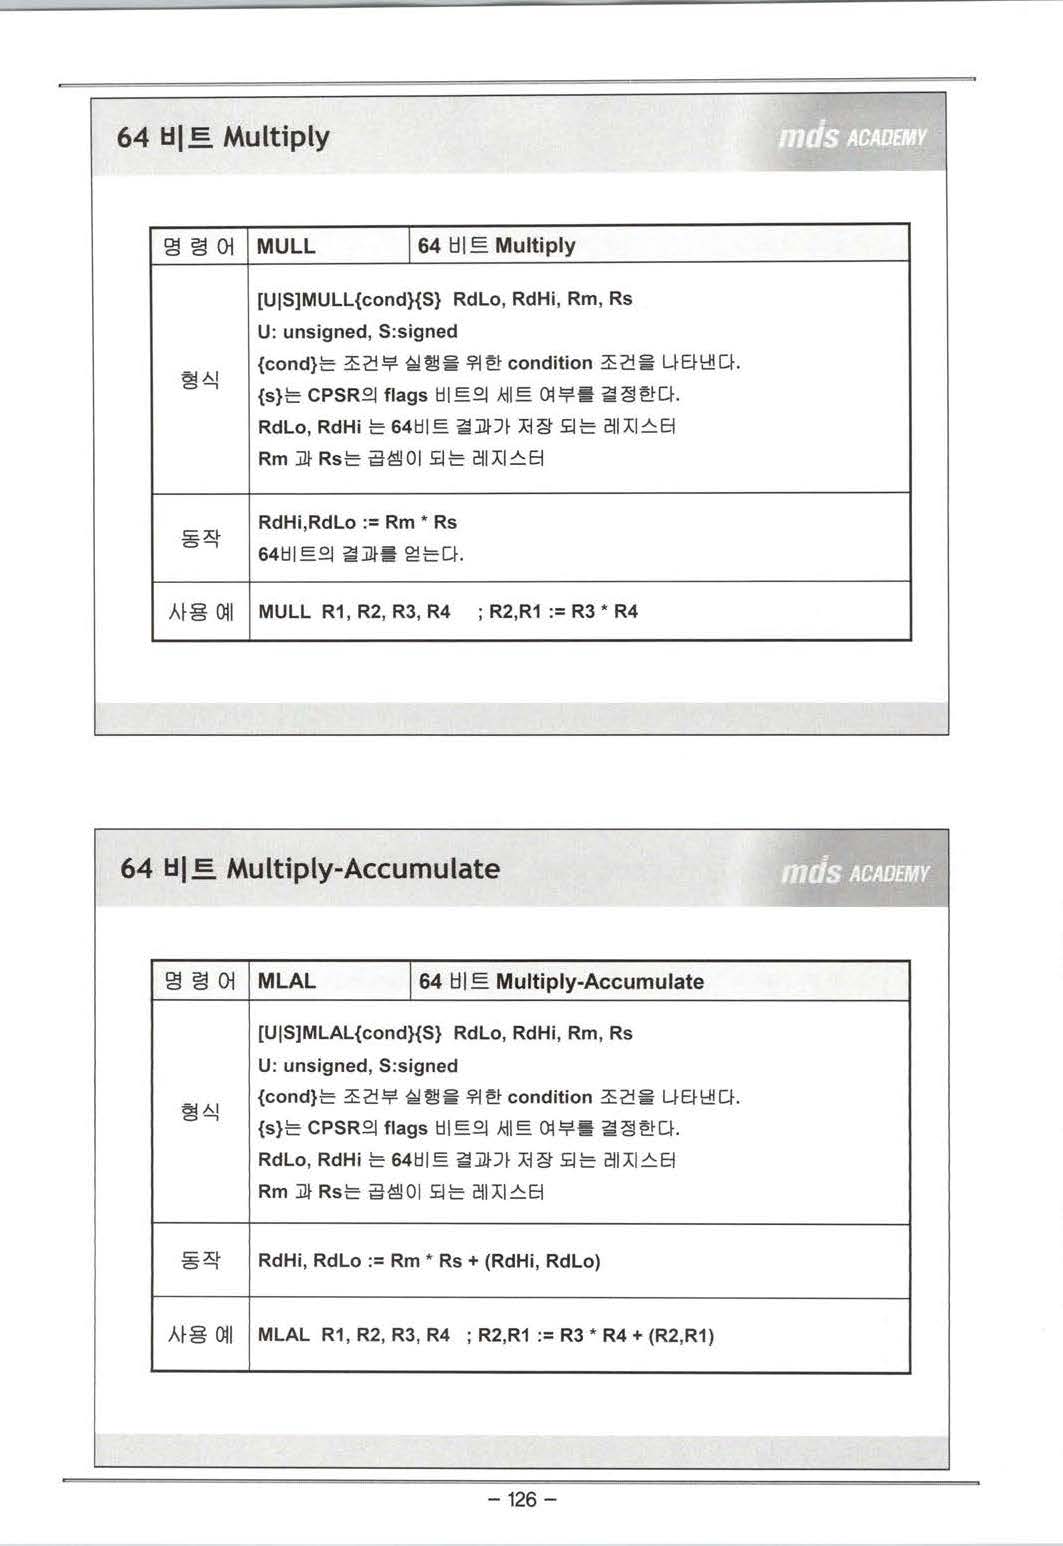 64 비트 Multiply
mds ACADEMY
명 령 어 MULL 64 비트 Multiply
형식
[U|S]MULL{cond}{S} RdLo, RdHi, Rm, Rs
U: unsigned, S:signed
{cond}는 조건부 실행을 위한 condition 조건을 나타낸다.
{s}는 CPSR의 flags 비트의 세트 여부를 결정한다.
RdLo, RdHi 는 64비트 결과가 저장 되는 레지스터
Rm 과 Rs는 곱셈이 되는 레지스터
동작
RdHi,RdLo := Rm * Rs
64비트의 결과를 얻는다.
사용 예 MULL R1, R2, R3, R4 ; R2,R1 := R3 * R4
64 비트 Multiply-Accumulate
mds ACADEMY
명 령 어 MLAL 64 비트 Multiply-Accumulate
형식
[U|S]MLAL{cond}{S} RdLo, RdHi, Rm, Rs
U: unsigned, S:signed
{cond}는 조건부 실행을 위한 condition 조건을 나타낸다.
{s}는 CPSR의 flags 비트의 세트 여부를 결정한다.
RdLo, RdHi 는 64비트 결과가 저장 되는 레지스터
Rm 과 Rs는 곱셈이 되는 레지스터
동작 RdHi, RdLo := Rm * Rs + (RdHi, RdLo)
사용 예 MLAL R1, R2, R3, R4 ; R2,R1 := R3 * R4 + (R2,R1)
– 126 –